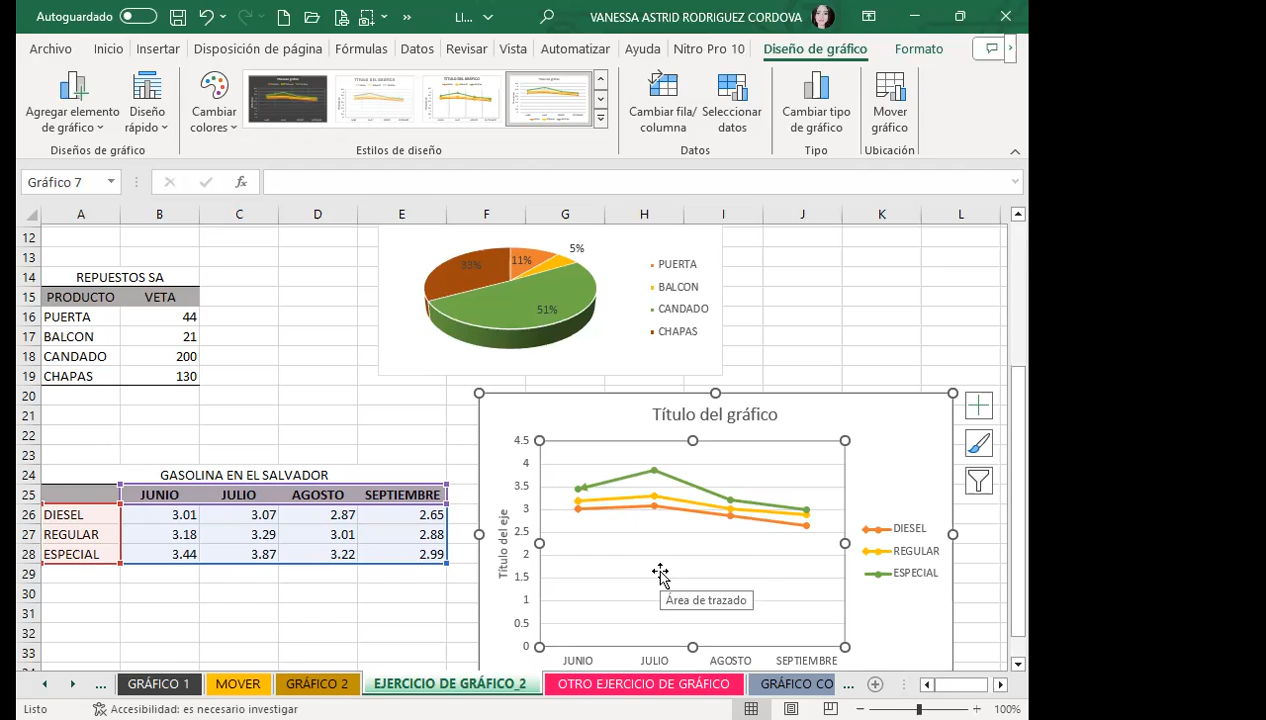 Autoguardado
LI...
VANESSA ASTRID RODRIGUEZ CORDOVA
Archivo Inicio Insertar Disposición de página Fórmulas Datos Revisar Vista Automatizar Ayuda Nitro Pro 10 Diseño de gráfico Formato
Agregar elemento de gráfico
Diseño rápido
Cambiar colores
Cambiar fila/ columna
Seleccionar datos
Cambiar tipo de gráfico
Mover gráfico
Diseños de gráfico Estilos de diseño Datos Tipo Ubicación
Gráfico 7 fx
A B C D E F G H I J K L
12
13
14 REPUESTOS SA
15 PRODUCTO VETA
16 PUERTA 44
17 BALCON 21
18 CANDADO 200
19 CHAPAS 130
20
21
22
23
24 GASOLINA EN EL SALVADOR
25 JUNIO JULIO AGOSTO SEPTIEMBRE
26 DIESEL 3.01 3.07 2.87 2.65
27 REGULAR 3.18 3.29 3.01 2.88
28 ESPECIAL 3.44 3.87 3.22 2.99
29
30
31
32
33
5%
11%
33%
51%
PUERTA
BALCON
CANDADO
CHAPAS
Título del gráfico
Título del eje
4.5
4
3.5
3
2.5
2
1.5
1
0.5
0
JUNIO JULIO AGOSTO SEPTIEMBRE
DIESEL
REGULAR
ESPECIAL
Área de trazado
... GRÁFICO 1 MOVER GRÁFICO 2 EJERCICIO DE GRÁFICO_2 OTRO EJERCICIO DE GRÁFICO GRÁFICO CO ...
Listo Accesibilidad: es necesario investigar 100%